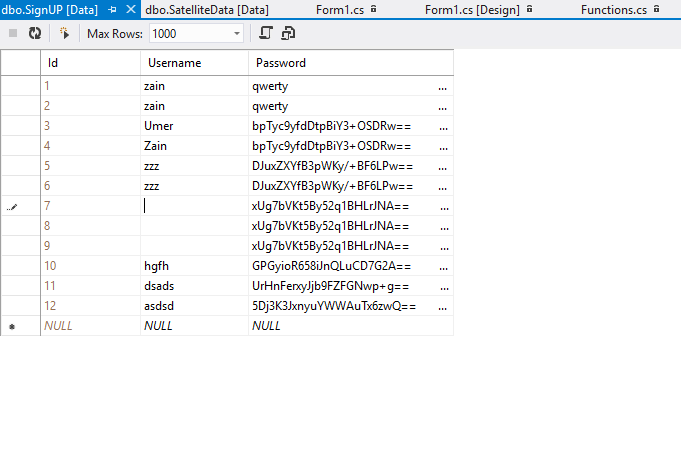 dbo.SignUP [Data] dbo.SatelliteData [Data] Form1.cs Form1.cs [Design] Functions.cs
Max Rows: 1000
Id Username Password
1 zain qwerty ...
2 zain qwerty ...
3 Umer bpTyc9yfdDtpBiY3+OSDRw== ...
4 Zain bpTyc9yfdDtpBiY3+OSDRw== ...
5 zzz DJuxZXYfB3pWKy/+BF6LPw== ...
6 zzz DJuxZXYfB3pWKy/+BF6LPw== ...
7 xUg7bVKt5By52q1BHLrJNA== ...
8 xUg7bVKt5By52q1BHLrJNA== ...
9 xUg7bVKt5By52q1BHLrJNA== ...
10 hgfh GPGyioR658iJnQLuCD7G2A== ...
11 dsads UrHnFerxyJjb9FZFGNwp+g== ...
12 asdsd 5Dj3K3JxnyuYWWAuTx6zwQ== ...
NULL NULL NULL